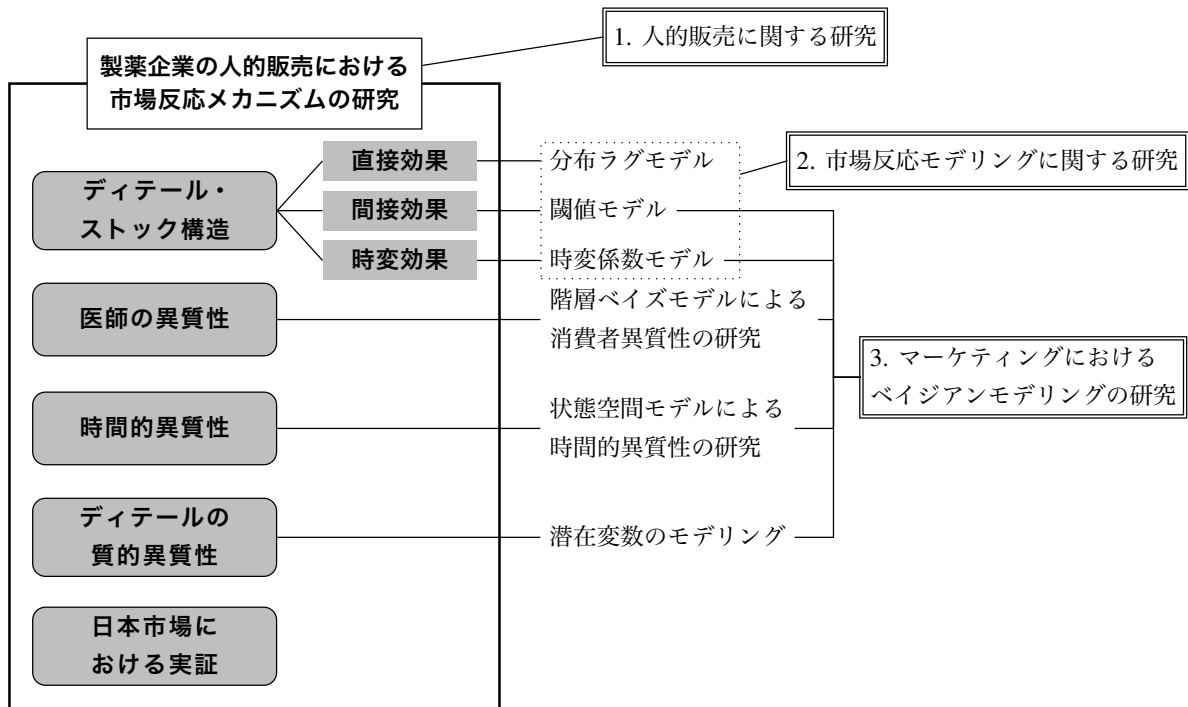 1. 人的販売に関する研究
製薬企業の人的販売における
市場反応メカニズムの研究
直接効果
分布ラグモデル
2. 市場反応モデリングに関する研究
ディテール・
ストック構造
間接効果
閾値モデル
時変効果
時変係数モデル
医師の異質性
階層ベイズモデルによる
消費者異質性の研究
3. マーケティングにおける
ベイジアンモデリングの研究
時間的異質性
状態空間モデルによる
時間的異質性の研究
ディテールの
質的異質性
潜在変数のモデリング
日本市場に
おける実証